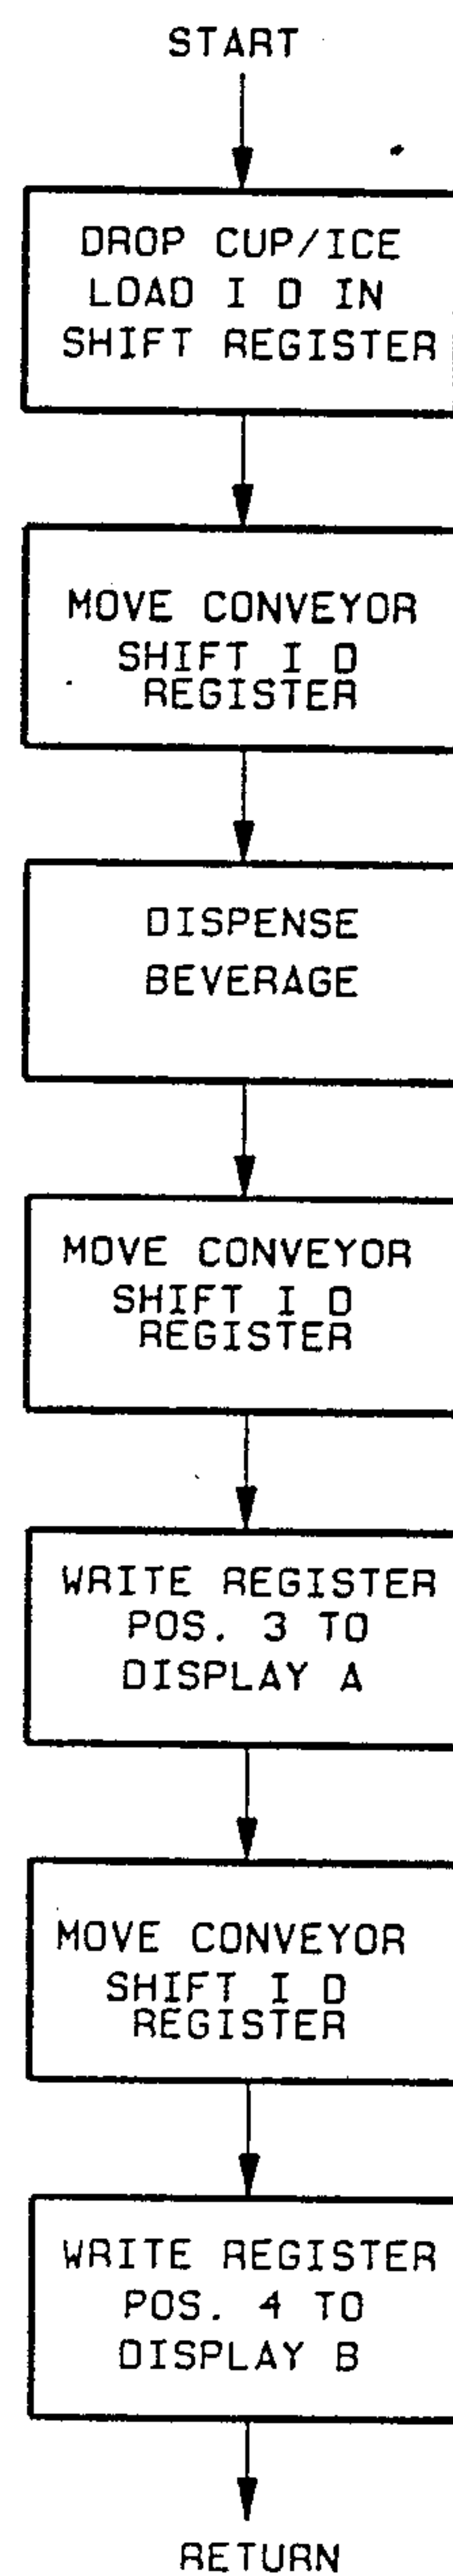 START
DROP CUP/ICE
LOAD I D IN
SHIFT REGISTER
MOVE CONVEYOR
SHIFT I D
REGISTER
DISPENSE
BEVERAGE
MOVE CONVEYOR
SHIFT I D
REGISTER
WRITE REGISTER
POS. 3 TO
DISPLAY A
MOVE CONVEYOR
SHIFT I D
REGISTER
WRITE REGISTER
POS. 4 TO
DISPLAY B
RETURN